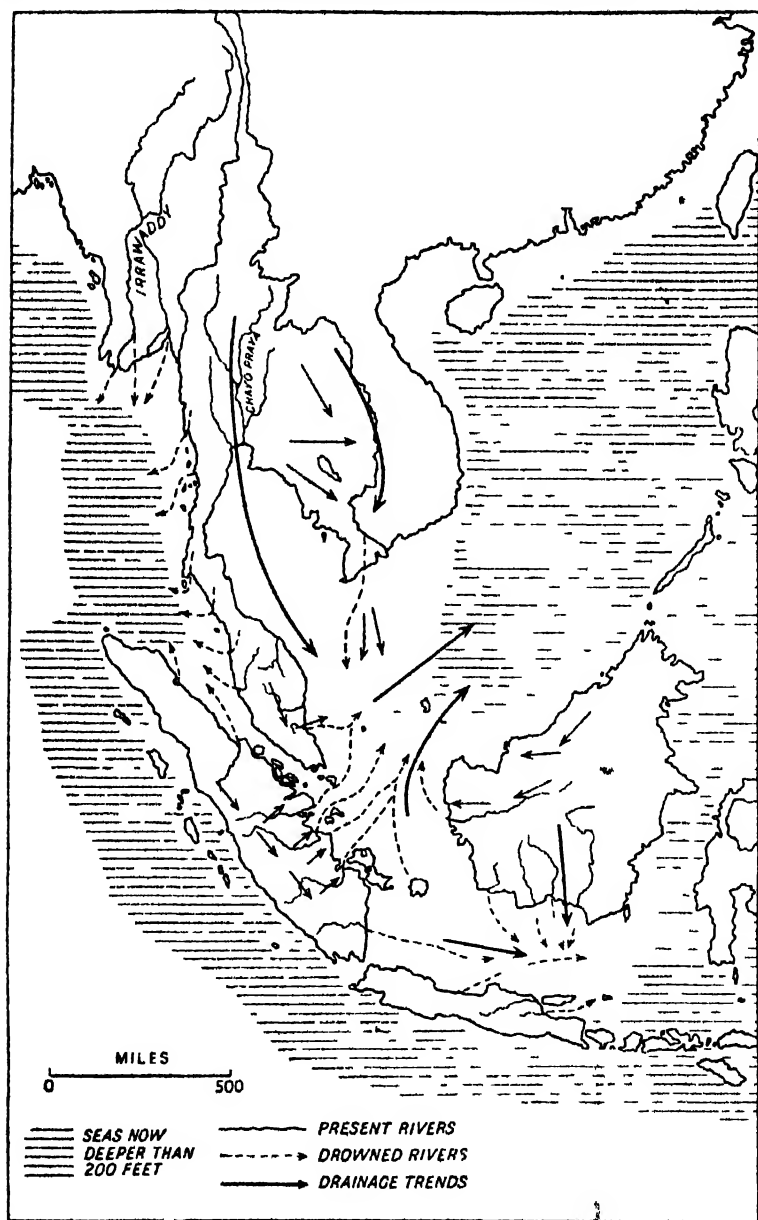 IRRAWADDY
CHAYO PRAYA
MILES
0 500
SEAS NOW
DEEPER THAN
200 FEET
PRESENT RIVERS
DROWNED RIVERS
DRAINAGE TRENDS